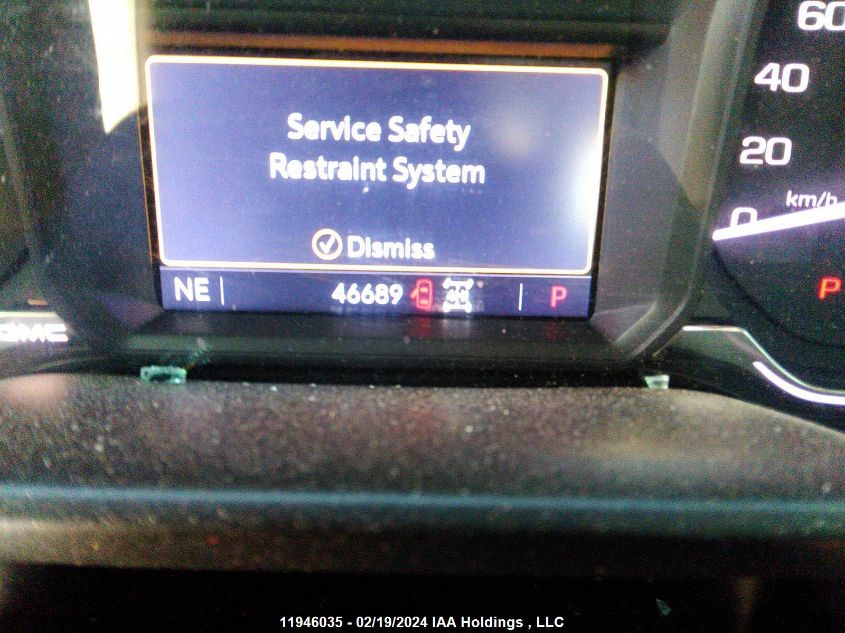 60
40
20
km/h
0
Service Safety
Restraint System
Dismiss
NE 46689 P
P
GMC
11946035 - 02/19/2024 IAA Holdings , LLC